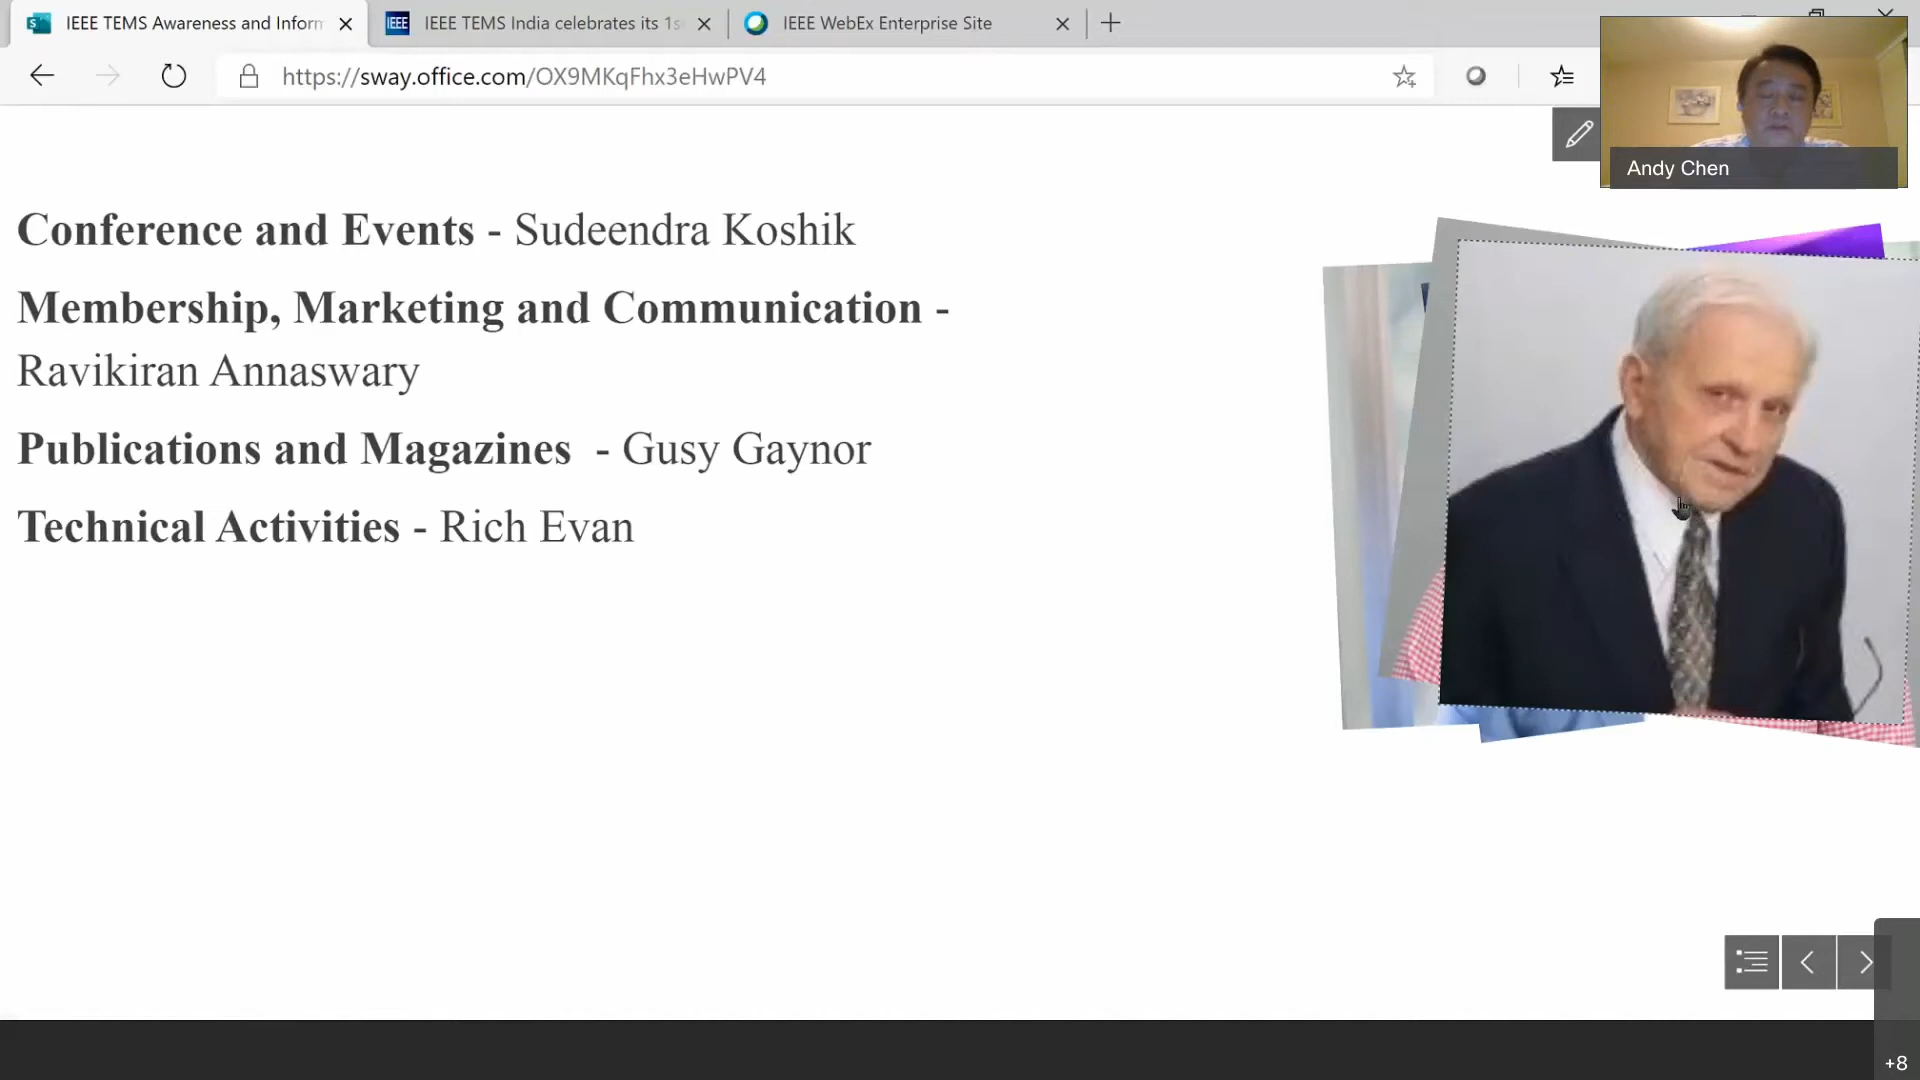 IEEE TEMS Awareness and Inform
IEEE TEMS India celebrates its 1s
IEEE WebEx Enterprise Site
https://sway.office.com/OX9MKqFhx3eHwPV4
Andy Chen
Conference and Events - Sudeendra Koshik
Membership, Marketing and Communication -
Ravikiran Annaswary
Publications and Magazines - Gusy Gaynor
Technical Activities - Rich Evan
+8